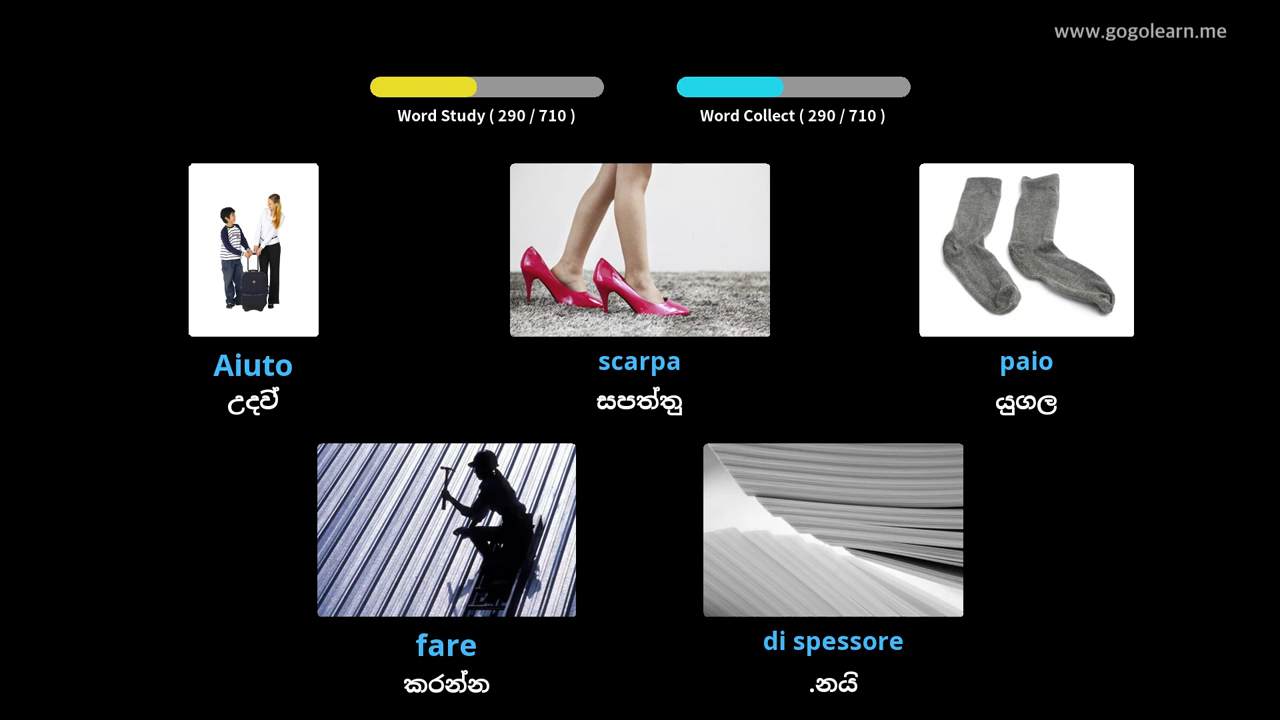 www.gogolearn.me
Word Study ( 290 / 710 )
Word Collect ( 290 / 710 )
Aiuto
උදව්
scarpa
සපත්තු
paio
යුගල
fare
කරන්න
di spessore
.නයි